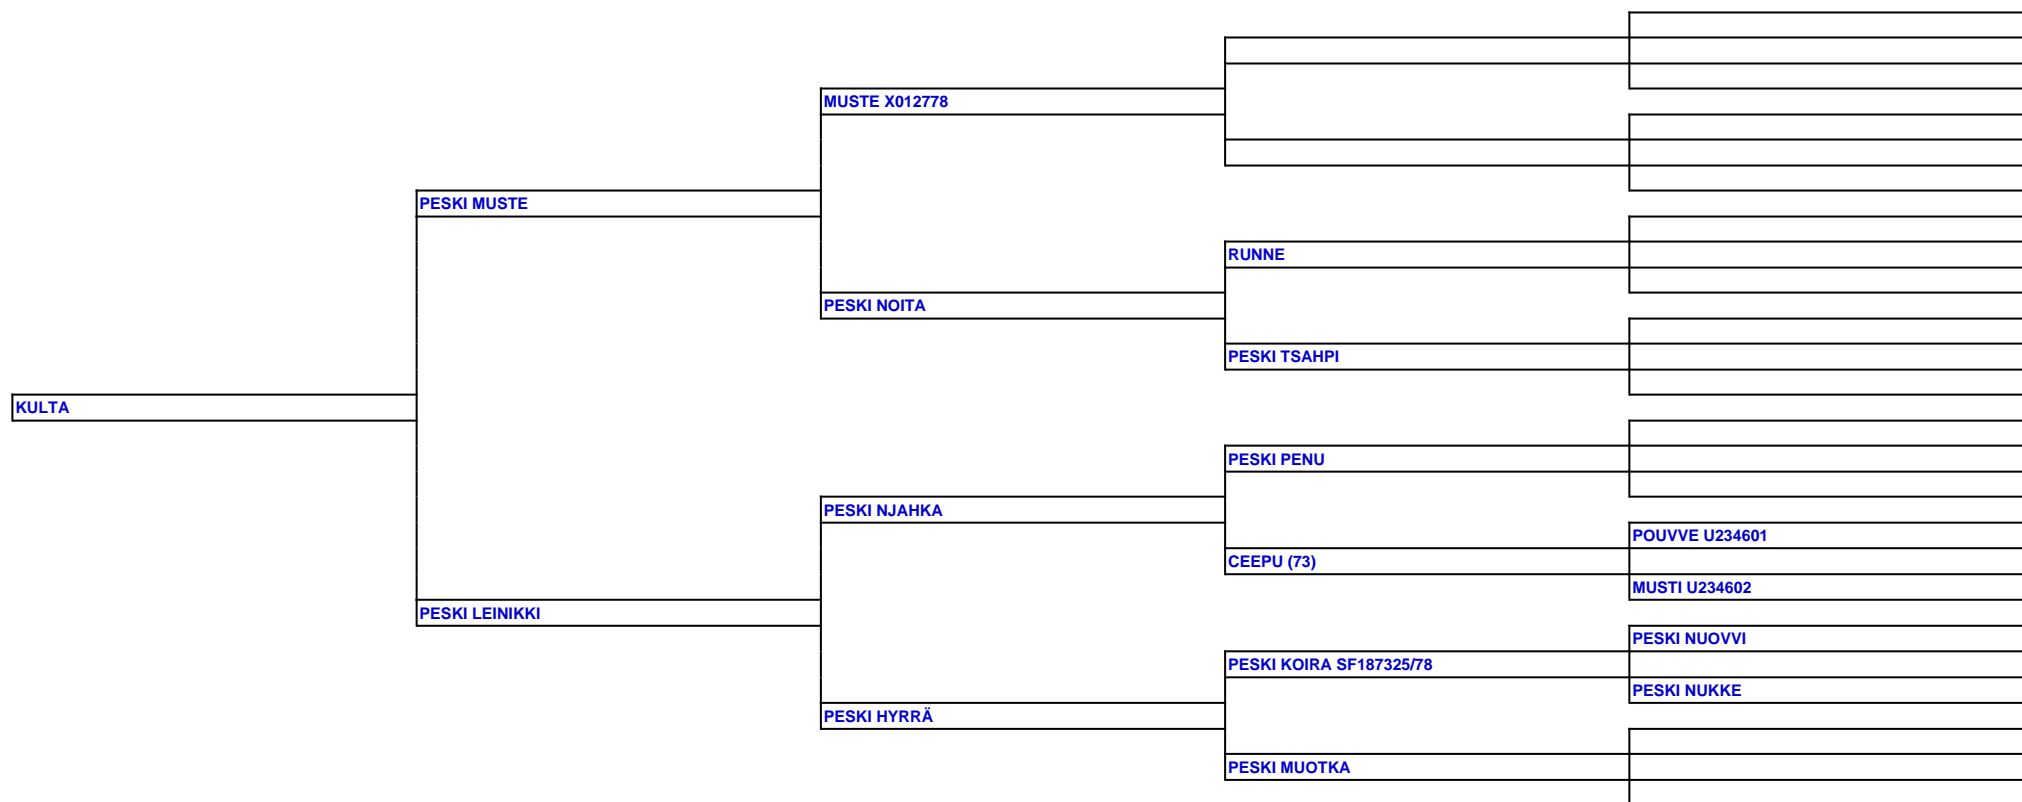 MUSTE X012778
PESKI MUSTE
RUNNE
PESKI NOITA
PESKI TSAHPI
KULTA
PESKI PENU
PESKI NJAHKA
POUVVE U234601
CEEPU (73)
MUSTI U234602
PESKI LEINIKKI
PESKI NUOVVI
PESKI KOIRA SF187325/78
PESKI NUKKE
PESKI HYRRÄ
PESKI MUOTKA